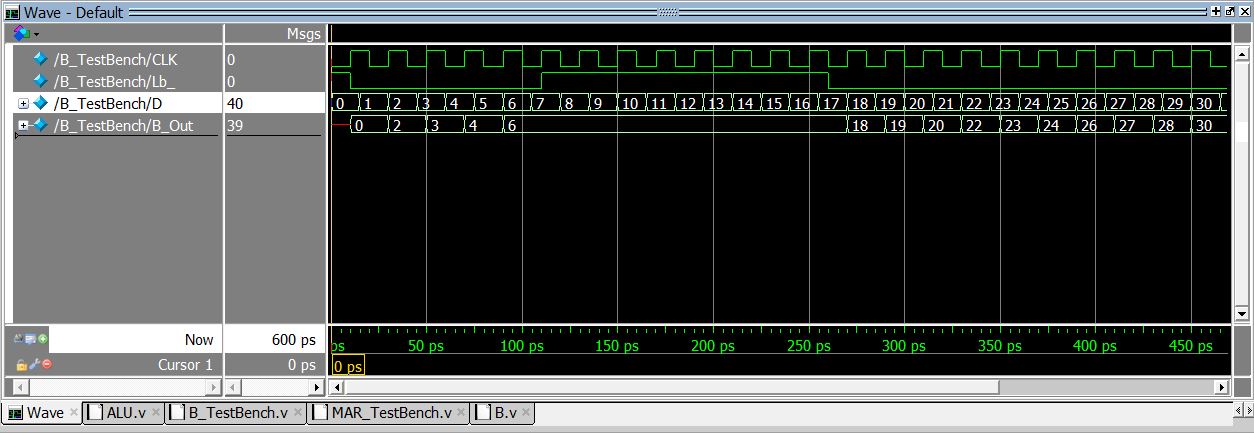 Wave - Default
Msgs
/B_TestBench/CLK 0
/B_TestBench/Lb_ 0
/B_TestBench/D 40 0 1 2 3 4 5 6 7 8 9 10 11 12 13 14 15 16 17 18 19 20 21 22 23 24 25 26 27 28 29 30
/B_TestBench/B_Out 39 0 2 3 4 6 18 19 20 22 23 24 26 27 28 30
Now 600 ps ps 50 ps 100 ps 150 ps 200 ps 250 ps 300 ps 350 ps 400 ps 450 ps
Cursor 1 0 ps 0 ps
Wave ALU.v B_TestBench.v MAR_TestBench.v B.v